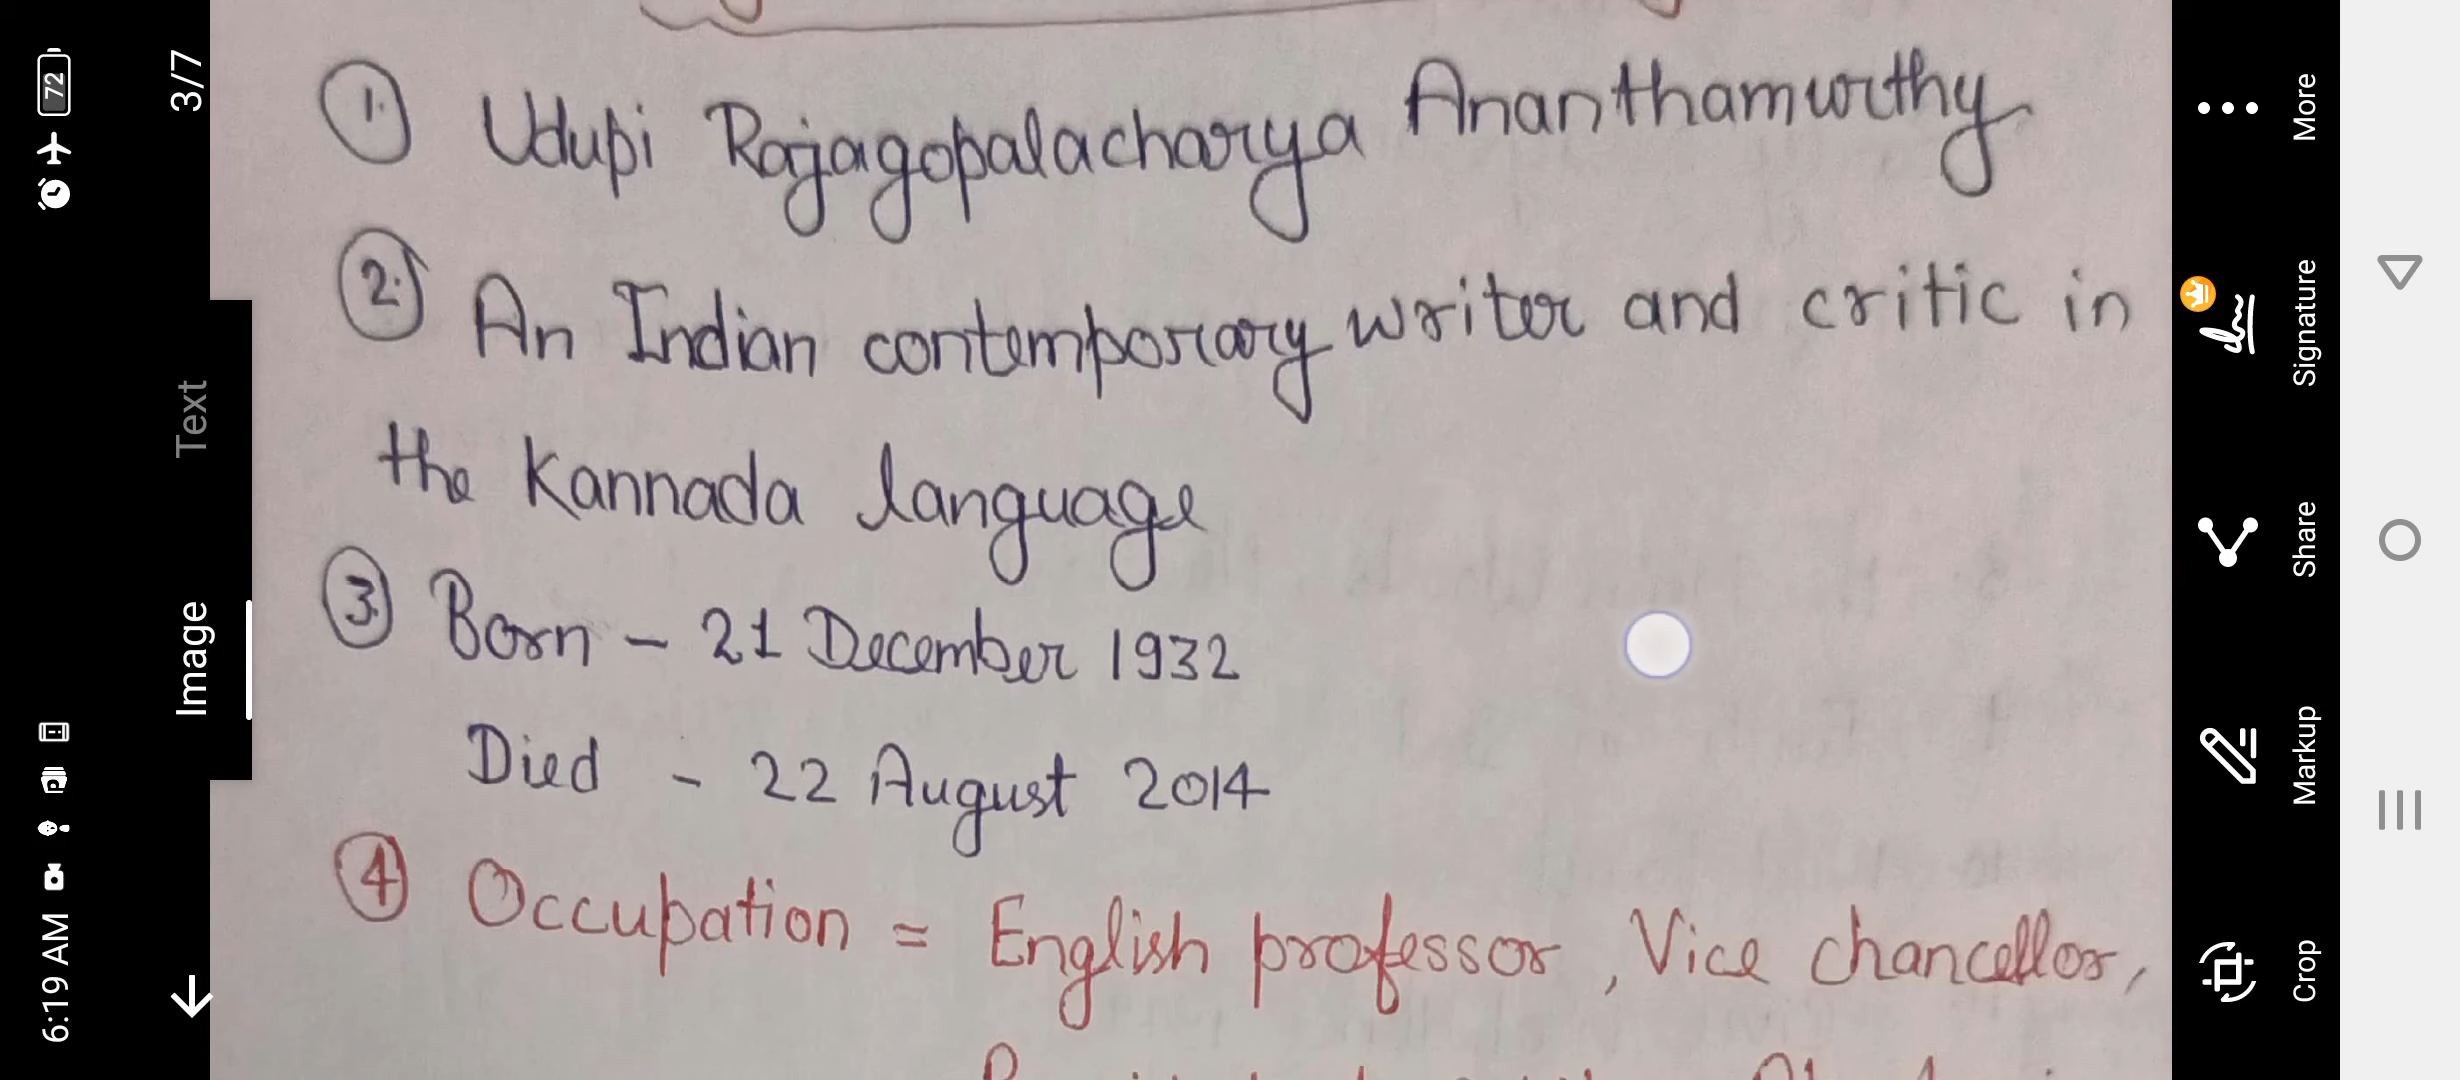 72
6:19 AM
3/7
Text
Image
① Udupi Rajagopalacharya Ananthamurthy
② An Indian contemporary writer and critic in
the Kannada language
③ Born - 21 December 1932
Died - 22 August 2014
④ Occupation = English professor, Vice chancellor,
More
Signature
Share
Markup
Crop